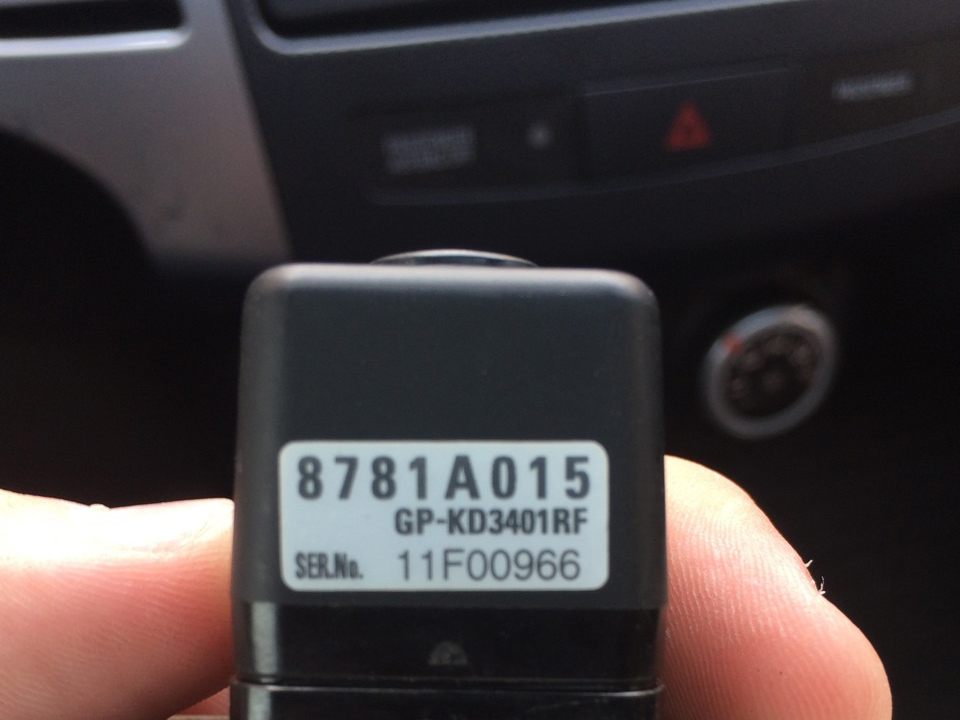 8781A015
GP-KD3401RF
SER.No. 11F00966